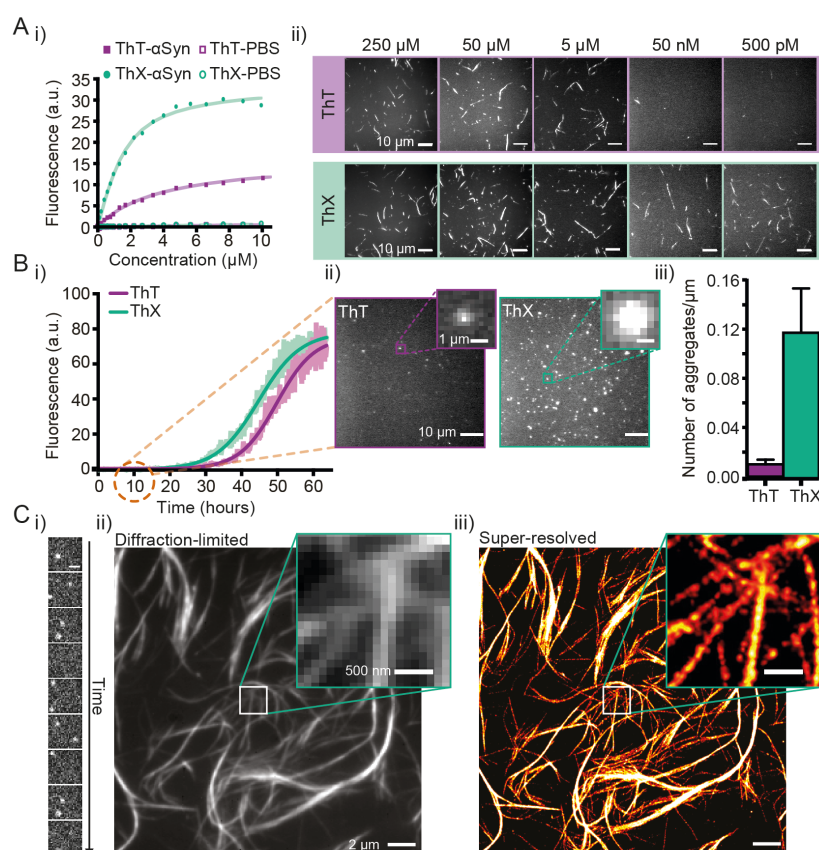 A
i)
ThT-αSyn
ThT-PBS
ThX-αSyn
ThX-PBS
Fluorescence (a.u.)
35
30
25
20
15
10
5
0
0
2
4
6
8
10
Concentration (µM)
ii)
250 µM
50 µM
5 µM
50 nM
500 pM
ThT
10 µm
ThX
10 µm
B
i)
ThT
ThX
Fluorescence (a.u.)
100
80
60
40
20
0
0
10
20
30
40
50
60
Time (hours)
ii)
ThT
1 µm
10 µm
ThX
iii)
Number of aggregates/µm
0.16
0.12
0.08
0.04
0.00
ThT
ThX
C
i)
Time
ii)
Diffraction-limited
500 nm
2 µm
iii)
Super-resolved